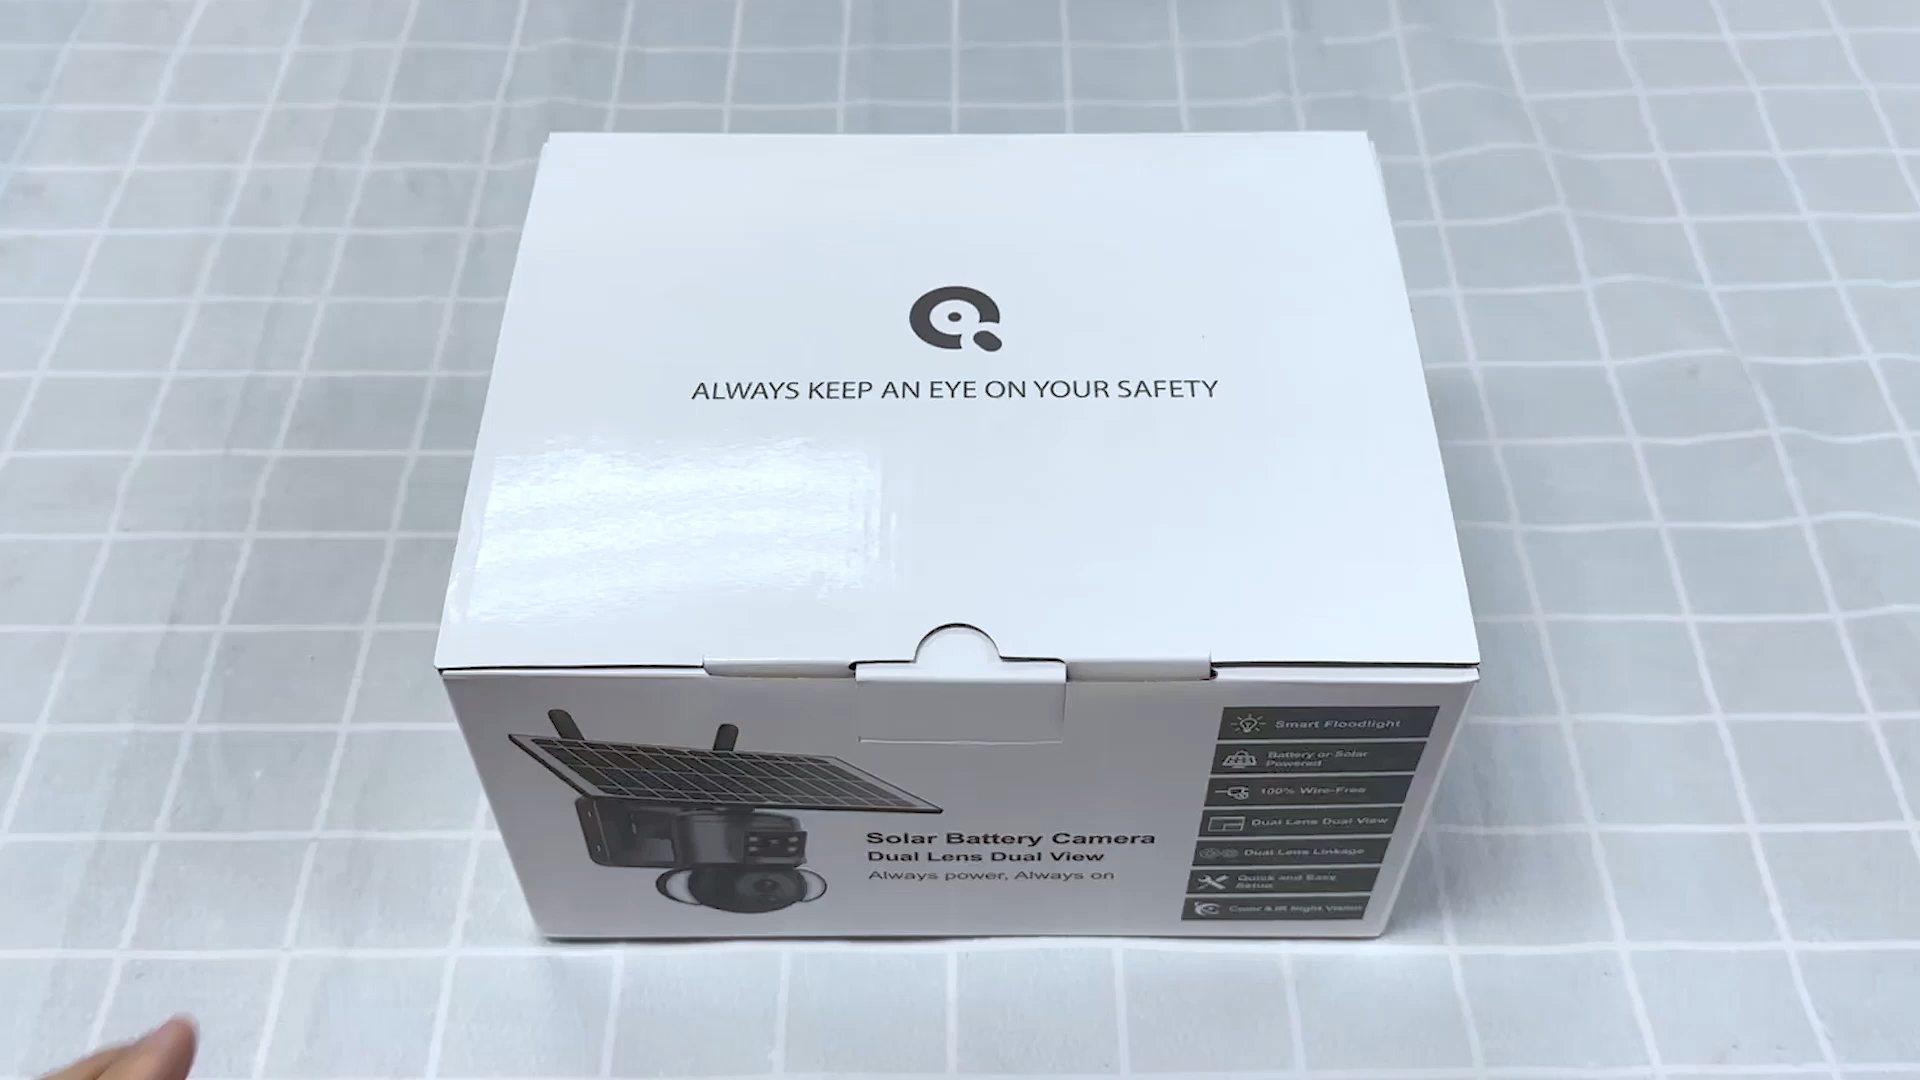 ALWAYS KEEP AN EYE ON YOUR SAFETY
Solar Battery Camera
Dual Lens Dual View
Always power, Always on
Smart Floodlight
Battery or Solar
Powered
100% Wire-Free
Dual Lens Dual View
Dual Lens Linkage
Quick and Easy
Setup
Color & IR Night Vision